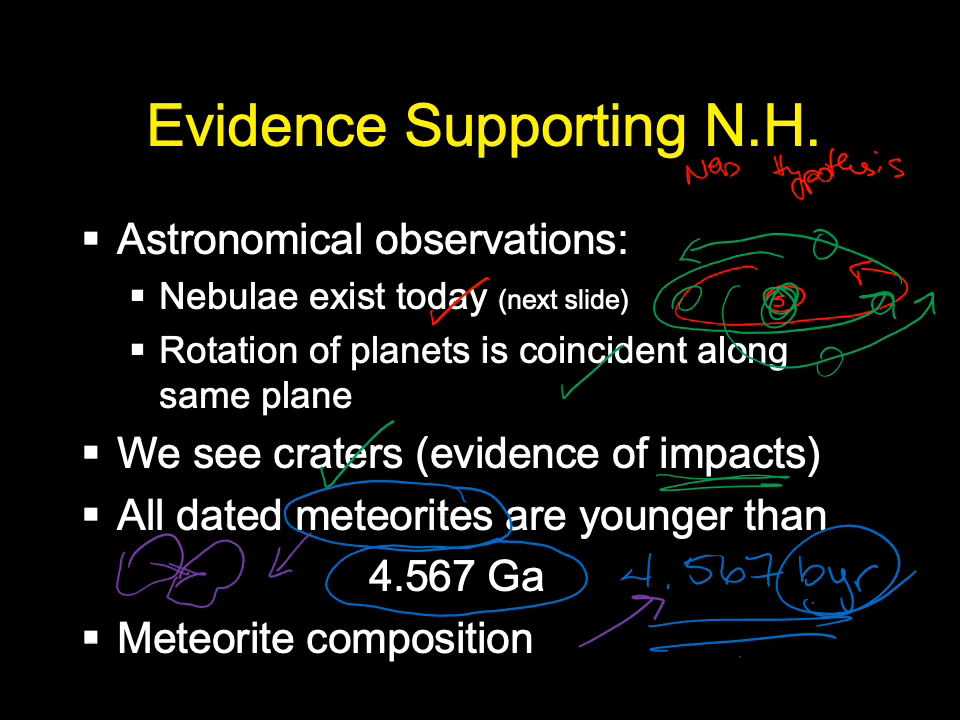 Evidence Supporting N.H.
Neb Hypothesis
▪ Astronomical observations:
▪ Nebulae exist today (next slide)
▪ Rotation of planets is coincident along
same plane
▪ We see craters (evidence of impacts)
▪ All dated meteorites are younger than
4.567 Ga 4.567 byr
▪ Meteorite composition